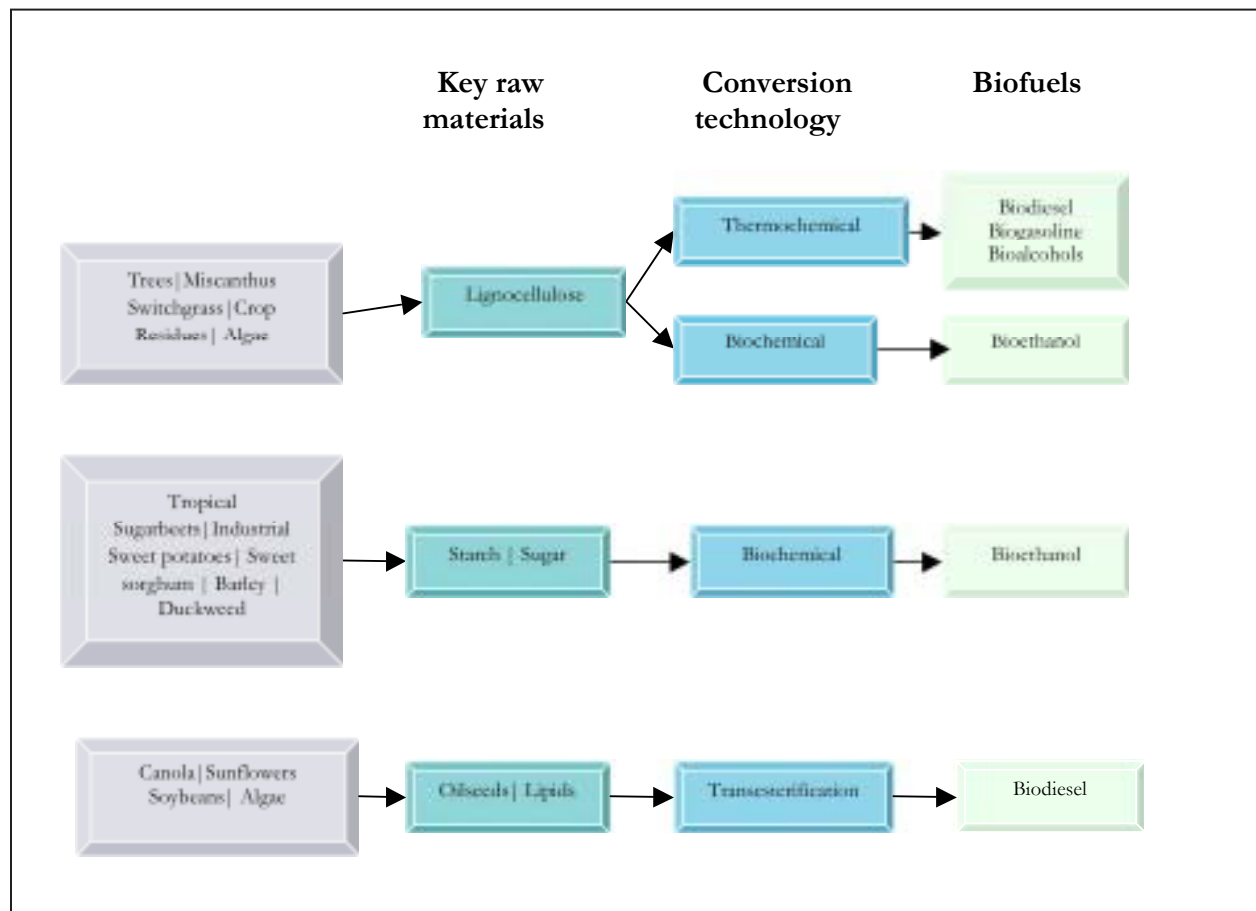 Key raw
materials
Conversion
technology
Biofuels
Trees|Miscanthus
Switchgrass|Crop
Residues| Algae
Lignocellulose
Thermochemical
Biodiesel
Biogasoline
Bioalcohols
Biochemical
Bioethanol
Tropical
Sugarbeets|Industrial
Sweet potatoes| Sweet
sorghum | Barley |
Duckweed
Starch | Sugar
Biochemical
Bioethanol
Canola|Sunflowers
Soybeans| Algae
Oilseeds| Lipids
Transesterification
Biodiesel